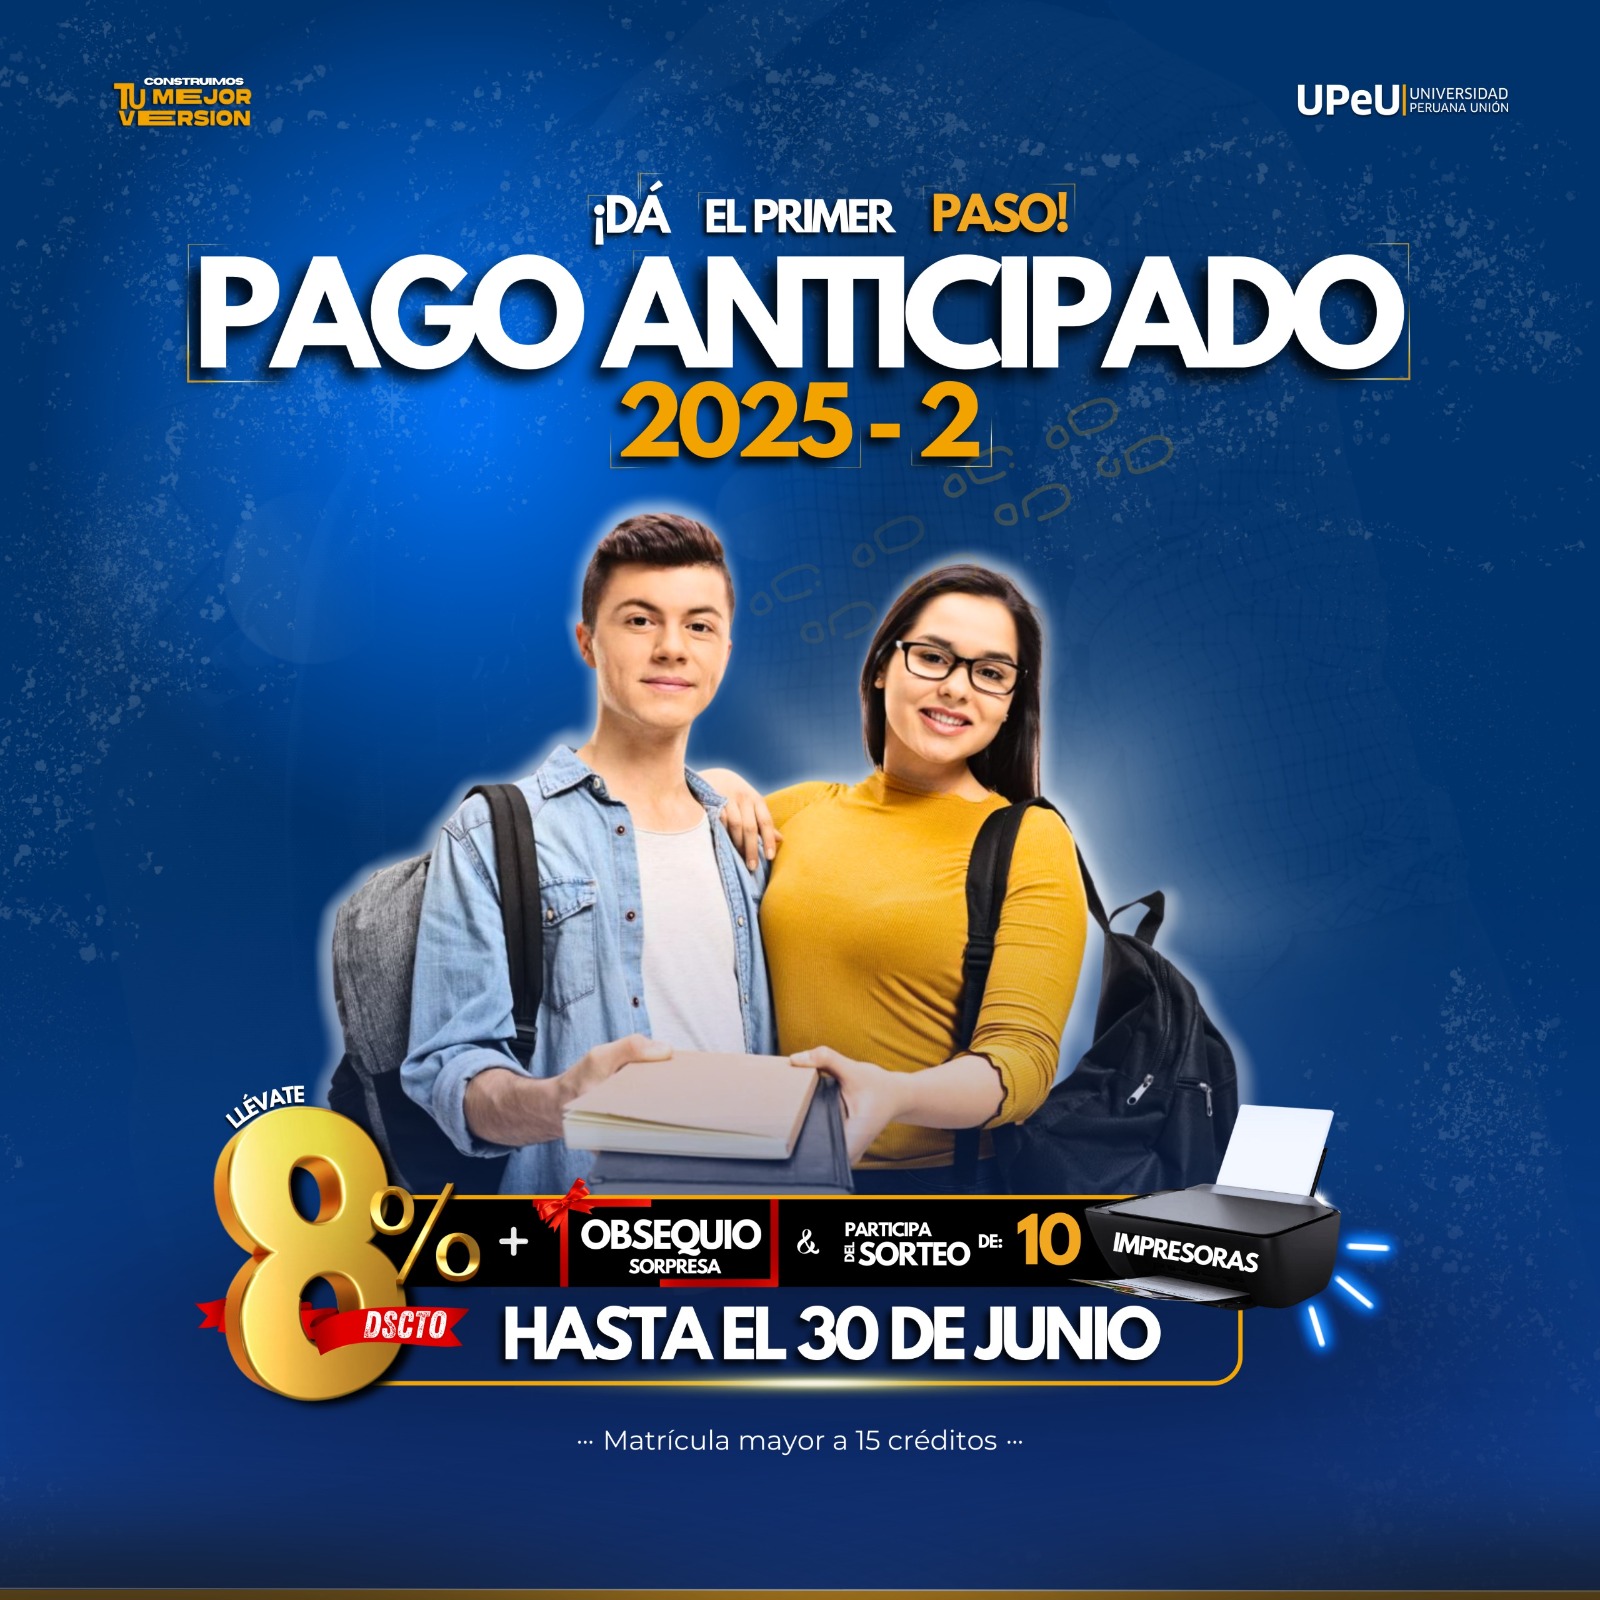 CONSTRUIMOS
TU MEJOR
VERSION
UPeU UNIVERSIDAD
PERUANA UNIÓN
¡DÁ EL PRIMER PASO!
PAGO ANTICIPADO
2025 - 2
LLÉVATE
8%
DSCTO
+
OBSEQUIO
SORPRESA
&
PARTICIPA
DEL SORTEO DE: 10
IMPRESORAS
HASTA EL 30 DE JUNIO
··· Matrícula mayor a 15 créditos ···